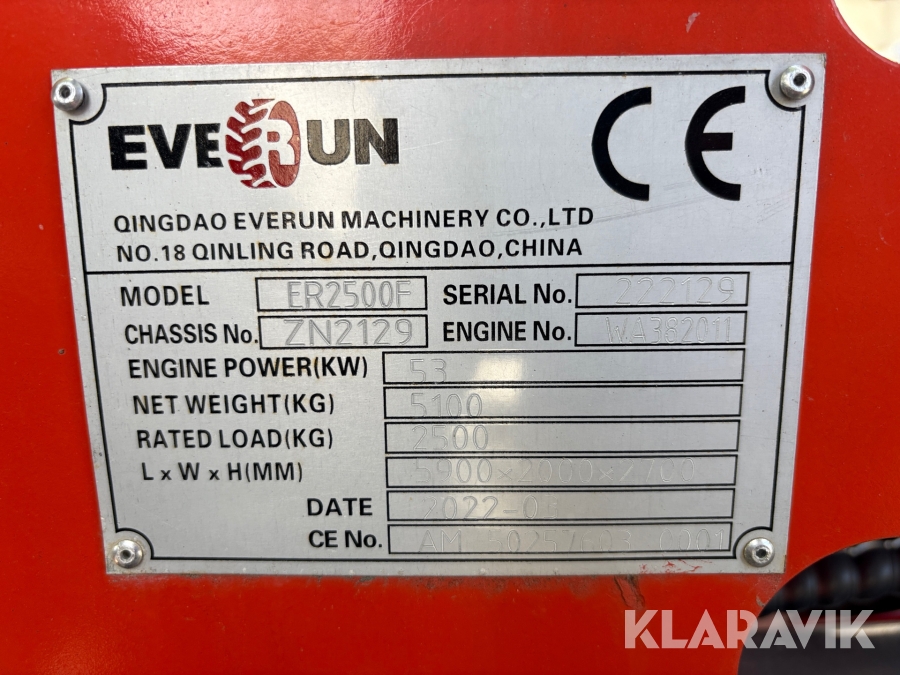 EVERUN
CE
QINGDAO EVERUN MACHINERY CO.,LTD
NO.18 QINLING ROAD,QINGDAO,CHINA
MODEL ER2500F SERIAL No. 222129
CHASSIS No. ZN2129 ENGINE No. WA382011
ENGINE POWER(KW) 53
NET WEIGHT(KG) 5100
RATED LOAD(KG) 2500
L x W x H(MM)
DATE
CE No.
KLARAVIK